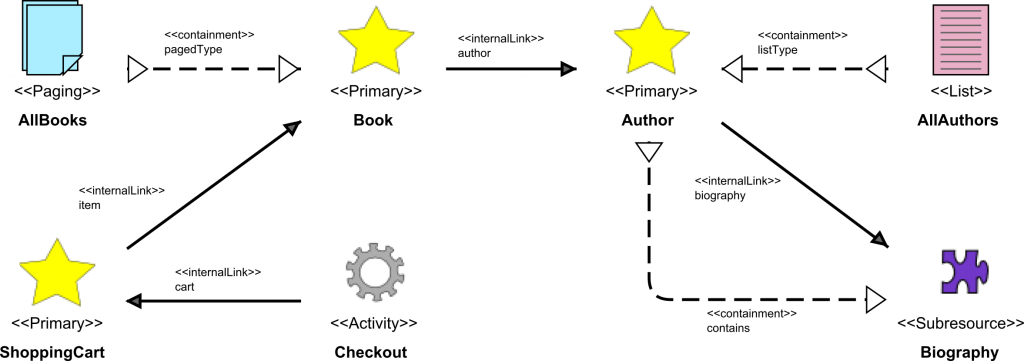 <<containment>>
pagedType
<<internalLink>>
author
<<containment>>
listType
<<Paging>>
AllBooks
<<Primary>>
Book
<<Primary>>
Author
<<List>>
AllAuthors
<<internalLink>>
item
<<internalLink>>
biography
<<internalLink>>
cart
<<containment>>
contains
<<Primary>>
ShoppingCart
<<Activity>>
Checkout
<<Subresource>>
Biography